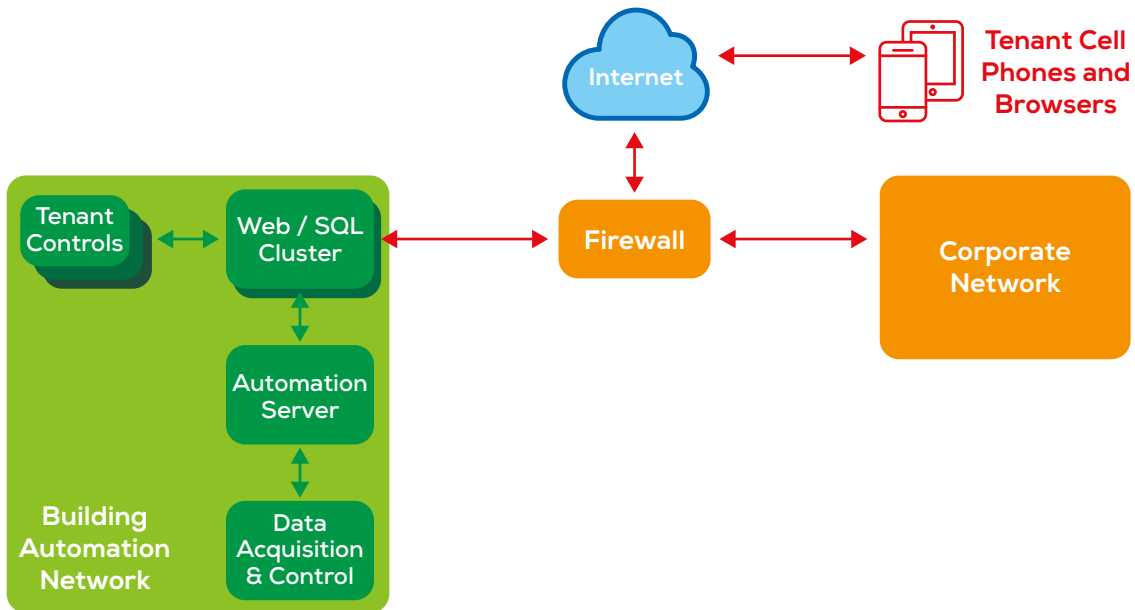 Internet
Tenant Cell
Phones and
Browsers
Tenant
Controls
Web / SQL
Cluster
Firewall
Corporate
Network
Automation
Server
Building
Automation
Network
Data
Acquisition
& Control